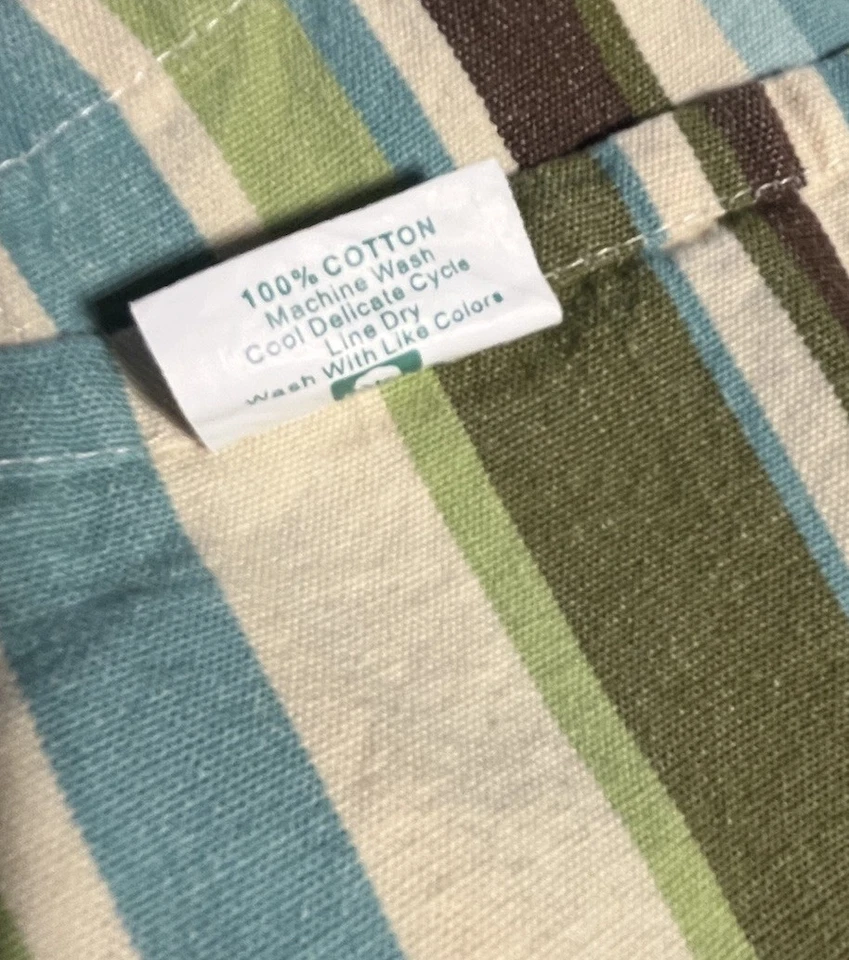 100% COTTON
Machine Wash
Cool Delicate Cycle
Line Dry
Wash With Like Colors